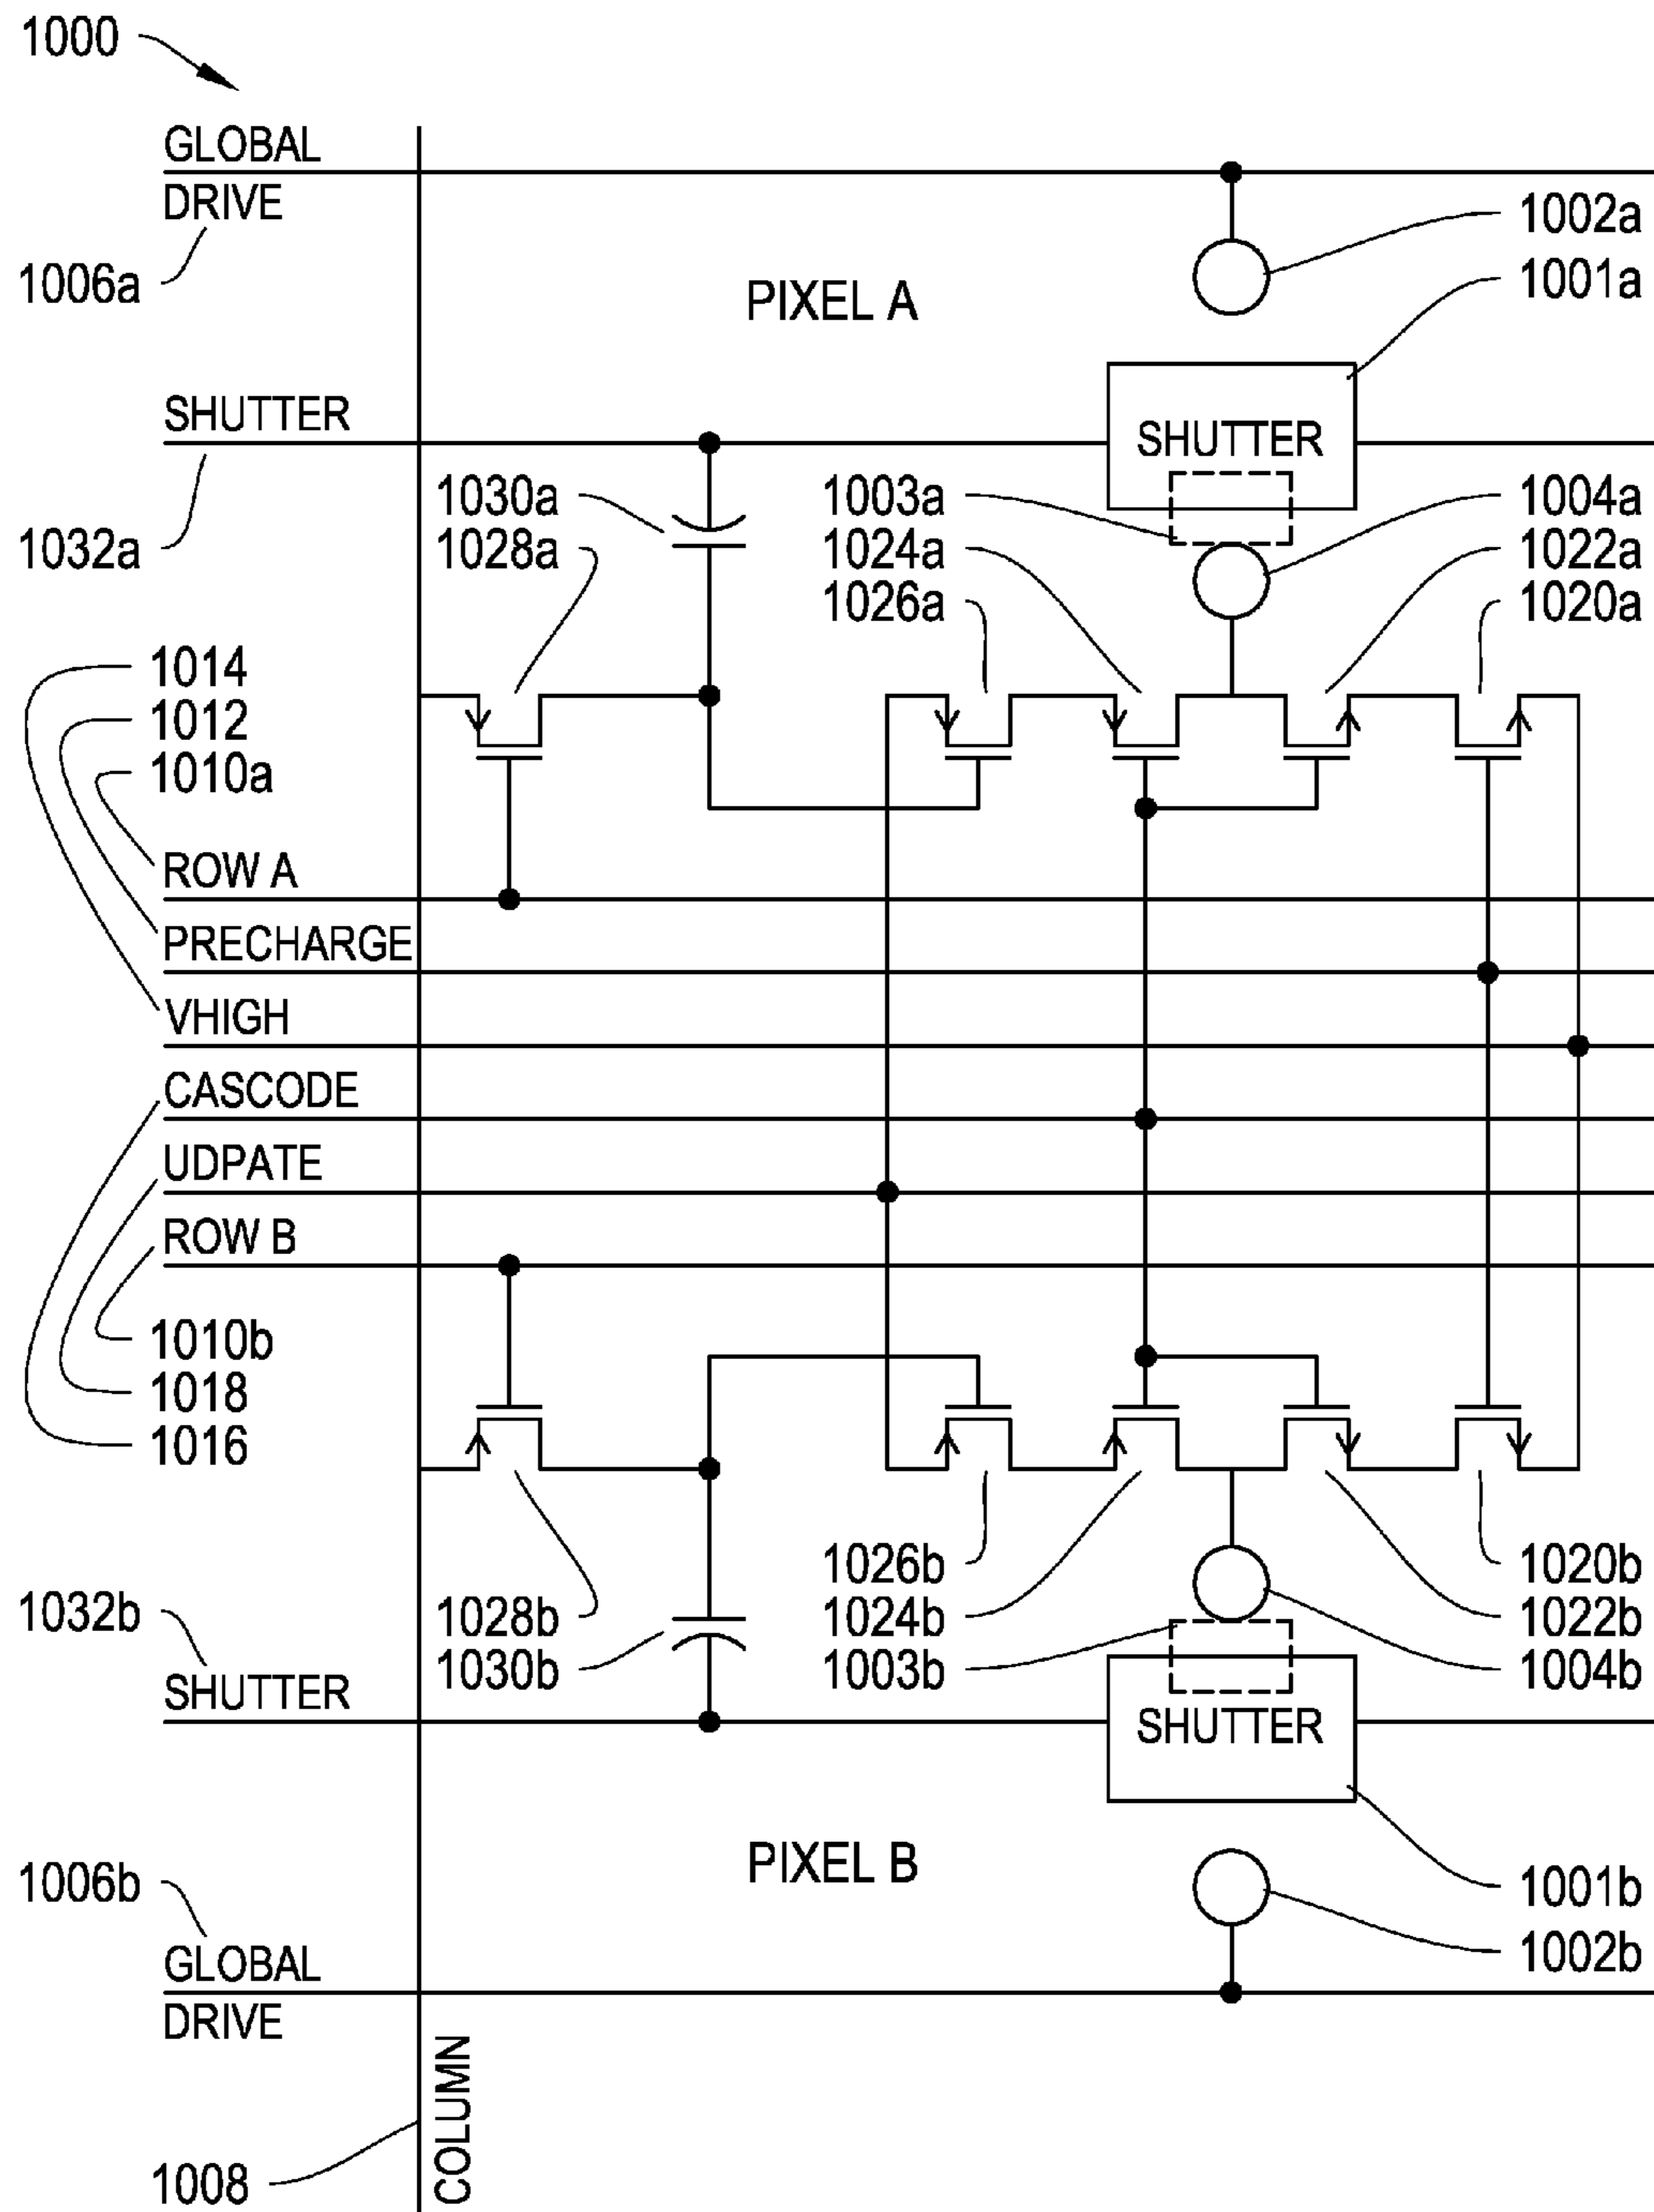 1000
GLOBAL
DRIVE
1002a
1006a
PIXEL A
1001a
SHUTTER
SHUTTER
1032a
1030a
1003a
1004a
1028a
1024a
1022a
1026a
1020a
1014
1012
1010a
ROW A
PRECHARGE
VHIGH
CASCODE
UDPATE
ROW B
1010b
1018
1016
1026b
1020b
1032b
1028b
1024b
1022b
1030b
1003b
1004b
SHUTTER
SHUTTER
PIXEL B
1006b
1001b
1002b
GLOBAL
DRIVE
COLUMN
1008